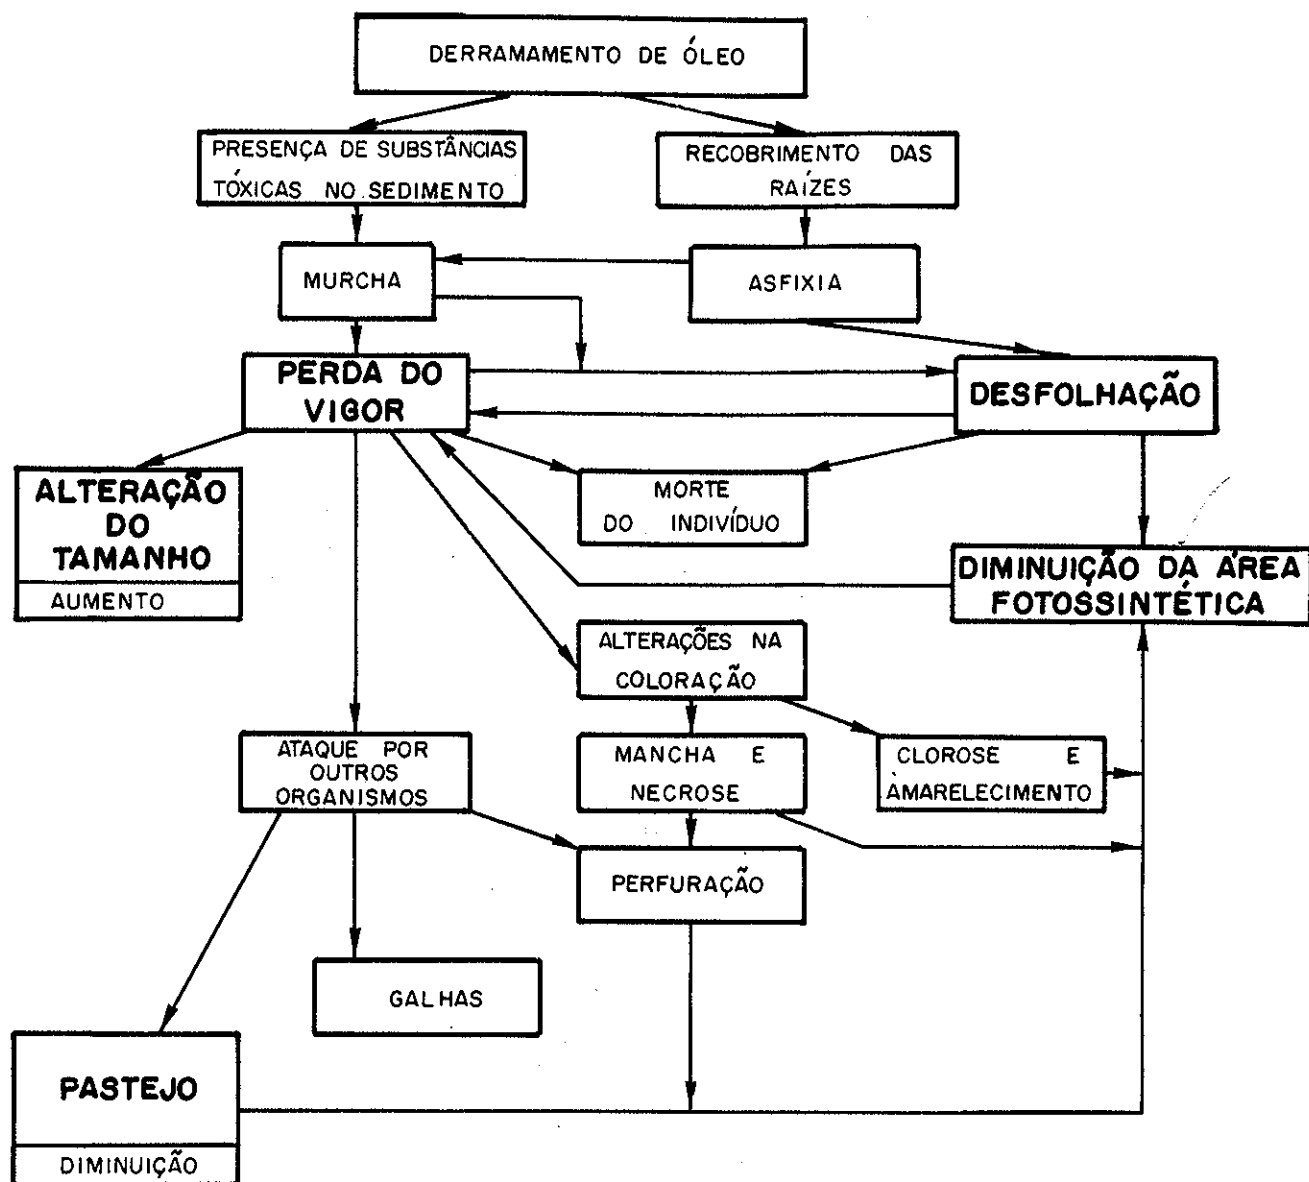 DERRAMAMENTO DE ÓLEO
PRESENÇA DE SUBSTÂNCIAS
TÓXICAS NO SEDIMENTO
RECOBRIMENTO DAS
RAÍZES
MURCHA
ASFIXIA
PERDA DO
VIGOR
DESFOLHAÇÃO
ALTERAÇÃO
DO
TAMANHO
AUMENTO
MORTE
DO INDIVÍDUO
DIMINUIÇÃO DA ÁREA
FOTOSSINTÉTICA
ALTERAÇÕES NA
COLORAÇÃO
ATAQUE POR
OUTROS
ORGANISMOS
MANCHA E
NECROSE
CLOROSE E
AMARELECIMENTO
PERFURAÇÃO
GALHAS
PASTEJO
DIMINUIÇÃO